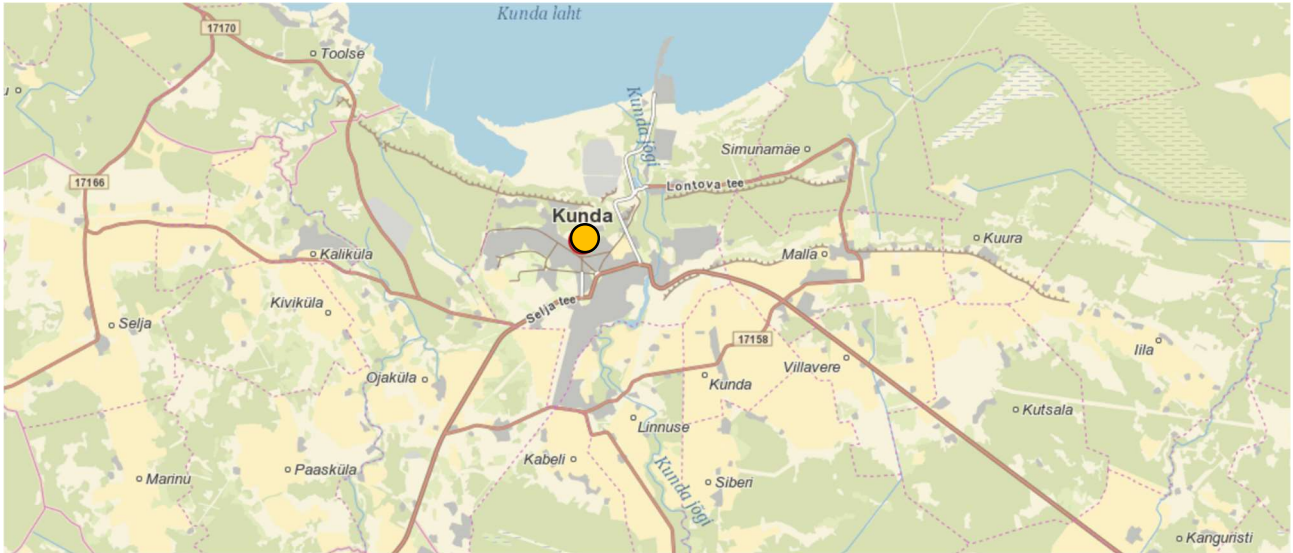 Kunda laht
17170
Toolse
Kunda jõgi
Simunamäe
17166
Lontova tee
Kunda
Kuura
Kaliküla
Malla
Kiviküla
Selja tee
Selja
17158
Iila
Villavere
Ojaküla
Kunda
Kutsala
Linnuse
Kabeli
Paasküla
Marinu
Kunda jõgi
Siberi
Kanguristi